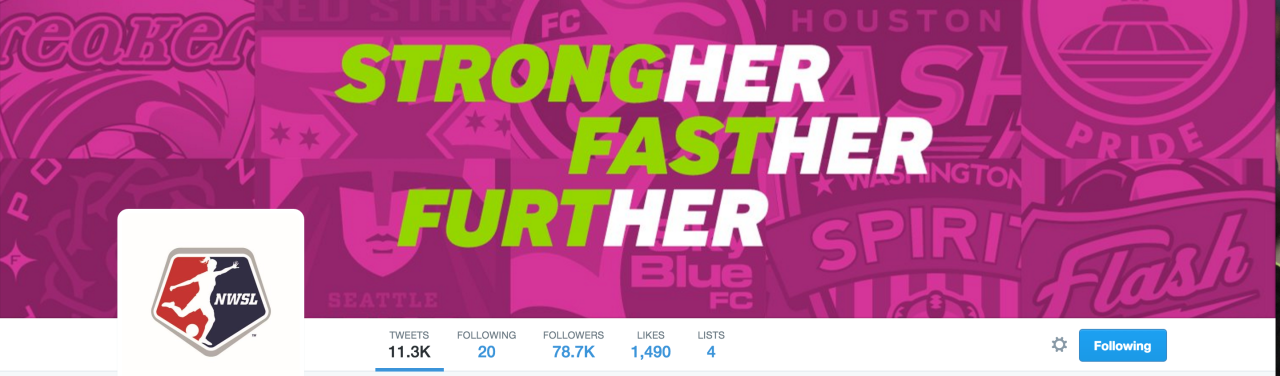 reaker
RED STARS
FC
HOUSTON
STRONGHER
ASH
FASTHER
PRIDE
WASHINGTON
FURTHER
SPIRIT
Sky
Blue
FC
Flash
SEATTLE
NWSL
TWEETS FOLLOWING FOLLOWERS LIKES LISTS
11.3K 20 78.7K 1,490 4
Following